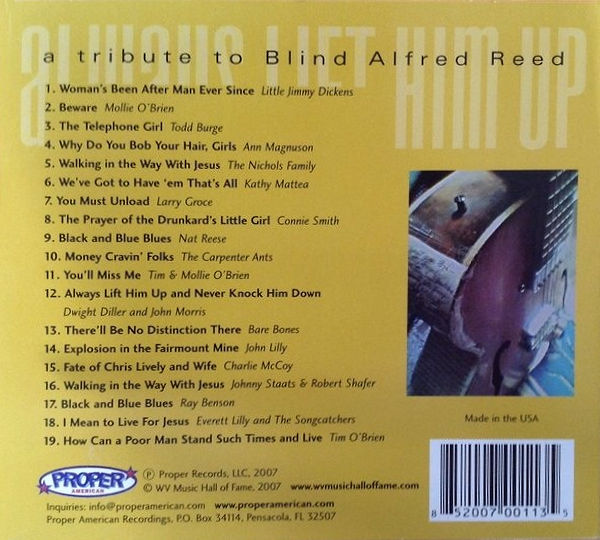 ALWAYS LIFT HIM UP
a tribute to Blind Alfred Reed
1. Woman's Been After Man Ever Since Little Jimmy Dickens
2. Beware Mollie O'Brien
3. The Telephone Girl Todd Burge
4. Why Do You Bob Your Hair, Girls Ann Magnuson
5. Walking in the Way With Jesus The Nichols Family
6. We've Got to Have 'em That's All Kathy Mattea
7. You Must Unload Larry Groce
8. The Prayer of the Drunkard's Little Girl Connie Smith
9. Black and Blue Blues Nat Reese
10. Money Cravin' Folks The Carpenter Ants
11. You'll Miss Me Tim & Mollie O'Brien
12. Always Lift Him Up and Never Knock Him Down
Dwight Diller and John Morris
13. There'll Be No Distinction There Bare Bones
14. Explosion in the Fairmount Mine John Lilly
15. Fate of Chris Lively and Wife Charlie McCoy
16. Walking in the Way With Jesus Johnny Staats & Robert Shafer
17. Black and Blue Blues Ray Benson
18. I Mean to Live For Jesus Everett Lilly and The Songcatchers
19. How Can a Poor Man Stand Such Times and Live Tim O'Brien
Made in the USA
PROPER
AMERICAN
℗ Proper Records, LLC, 2007
© WV Music Hall of Fame, 2007 www.wvmusichalloffame.com
Inquiries: info@properamerican.com www.properamerican.com
Proper American Recordings, P.O. Box 34114, Pensacola, FL 32507
8 52007 00113 5